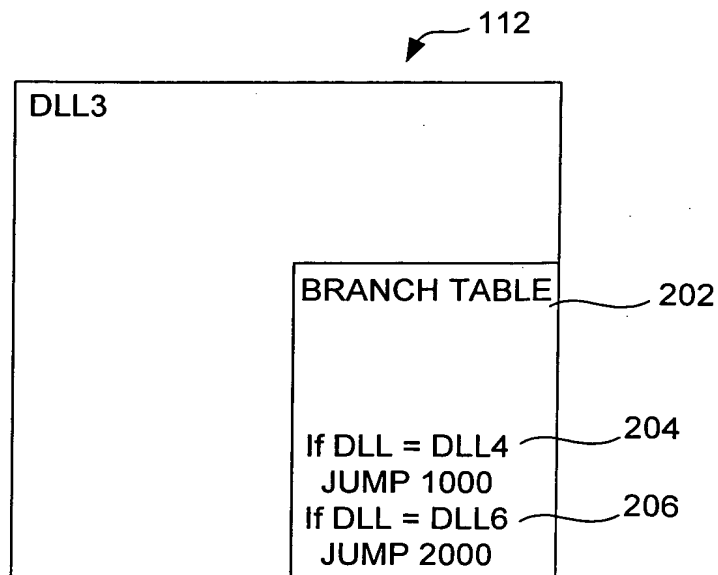 112
DLL3
BRANCH TABLE
202
If DLL = DLL4
204
JUMP 1000
If DLL = DLL6
206
JUMP 2000